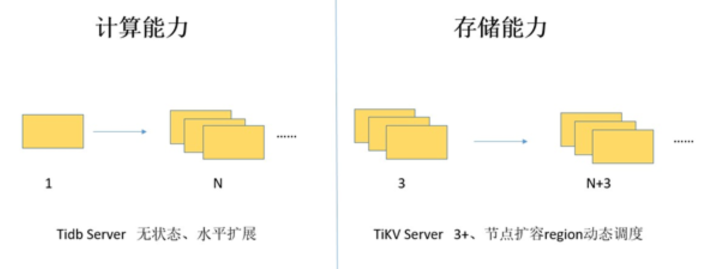 计算能力
存储能力
......
......
1
N
3
N+3
Tidb Server 无状态、水平扩展
TiKV Server 3+、节点扩容region动态调度